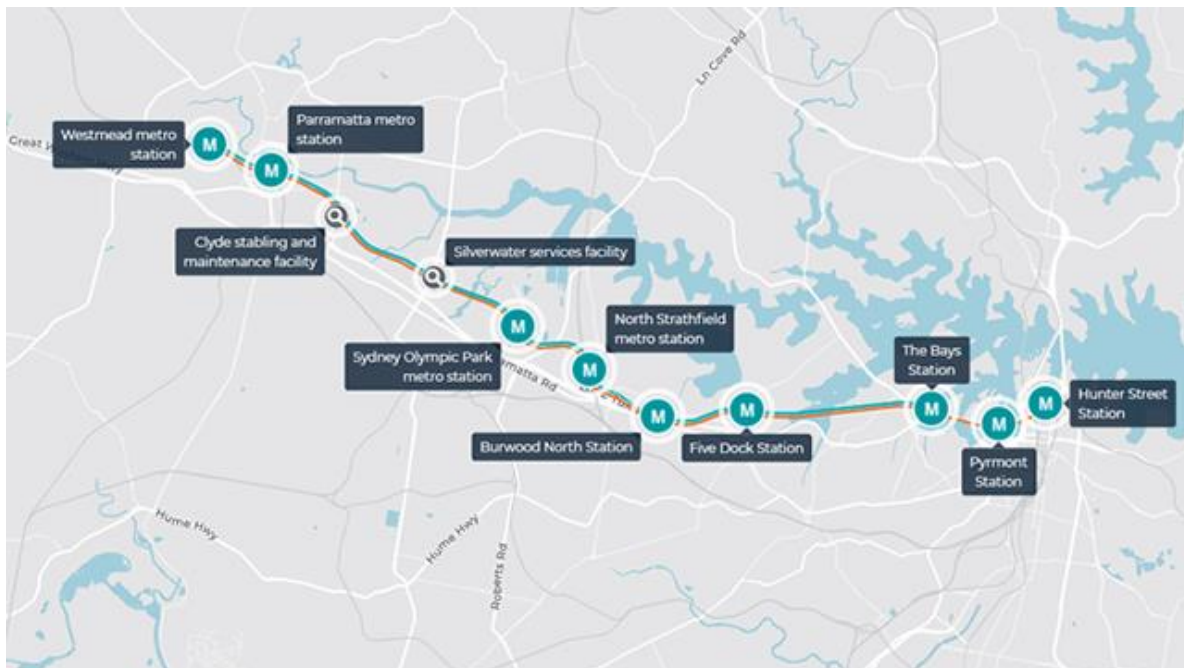 Ln Cove Rd
Parramatta metro
station
Westmead metro
station
M
M
Great
Clyde stabling and
maintenance facility
Silverwater services facility
M
North Strathfield
metro station
Sydney Olympic Park
metro station
M
matta Rd
The Bays
Station
M
Hunter Street
Station
M
M
M
M
Burwood North Station
Five Dock Station
Pyrmont
Station
Hume Hwy
Hume Hwy
Roberts Rd